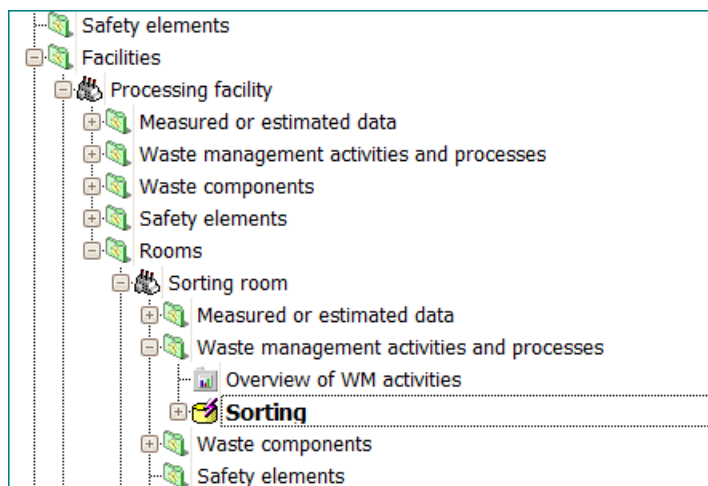 Safety elements
Facilities
Processing facility
Measured or estimated data
Waste management activities and processes
Waste components
Safety elements
Rooms
Sorting room
Measured or estimated data
Waste management activities and processes
Overview of WM activities
Sorting
Waste components
Safety elements